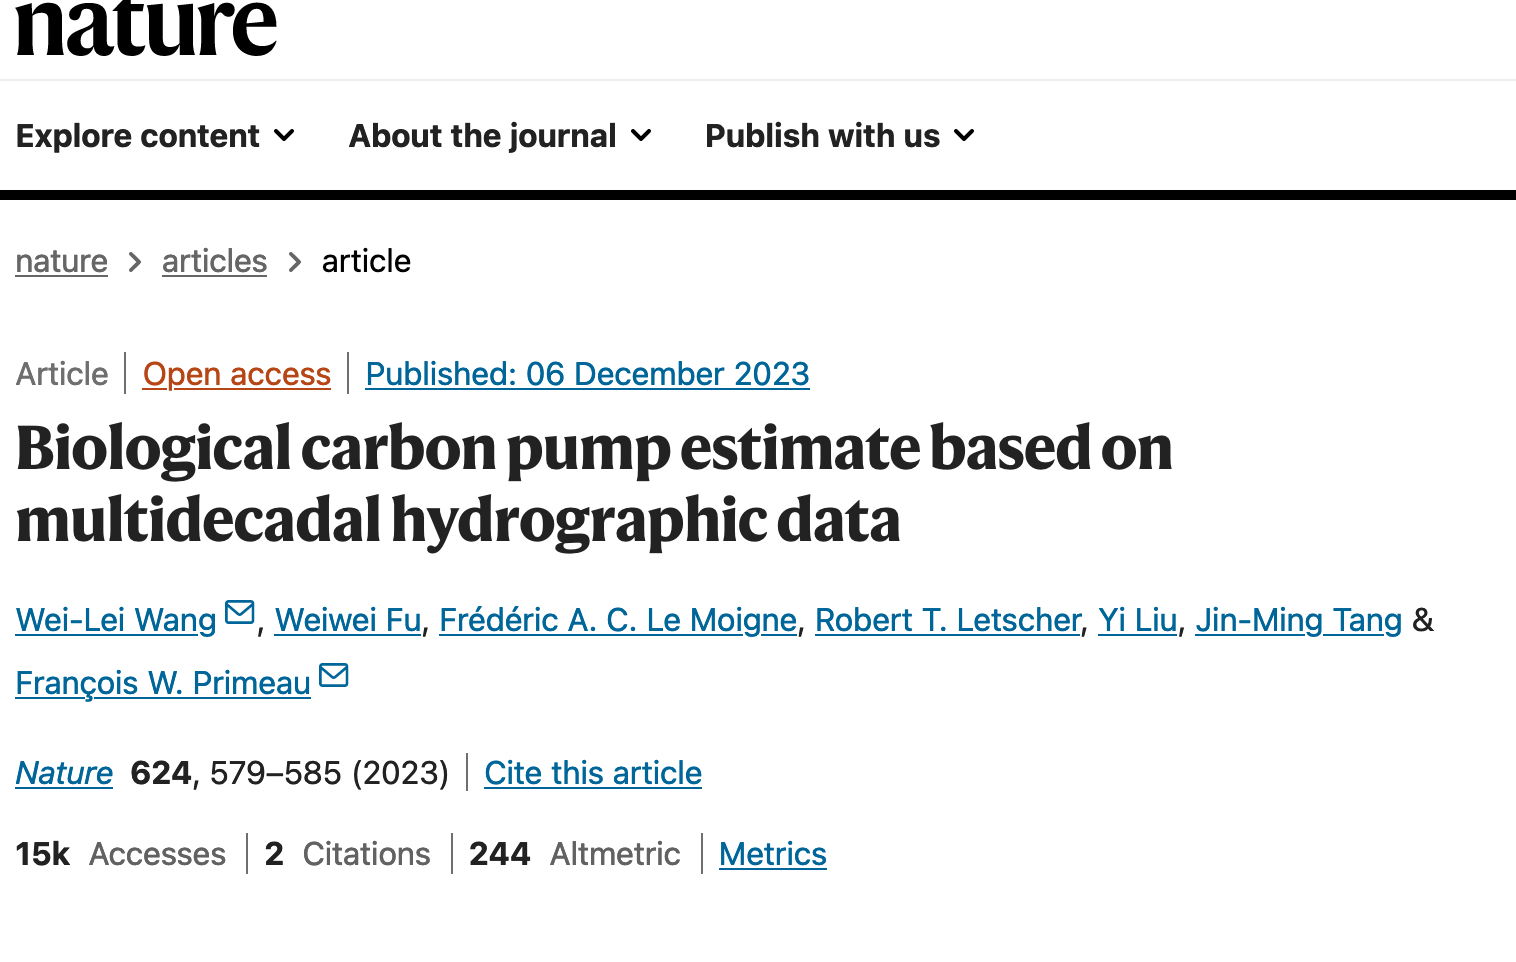 nature
Explore content
About the journal
Publish with us
nature > articles > article
Article | Open access | Published: 06 December 2023
Biological carbon pump estimate based on
multidecadal hydrographic data
Wei-Lei Wang, Weiwei Fu, Frédéric A. C. Le Moigne, Robert T. Letscher, Yi Liu, Jin-Ming Tang &
François W. Primeau
Nature 624, 579–585 (2023) | Cite this article
15k Accesses | 2 Citations | 244 Altmetric | Metrics